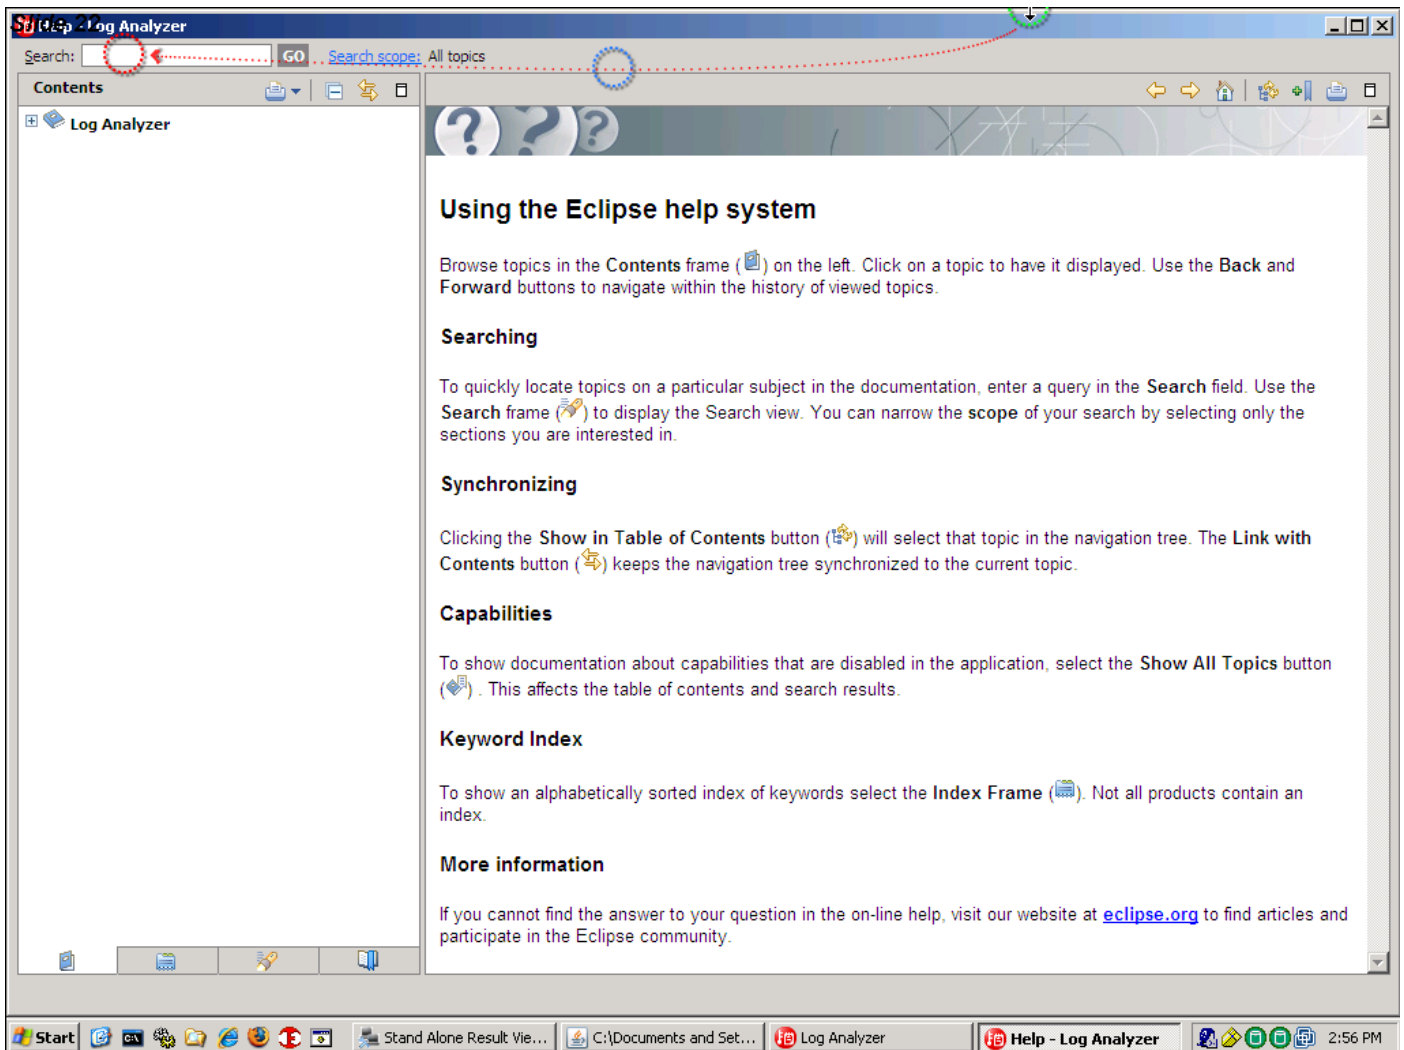 Slide 22
Help - Log Analyzer
Search: GO Search scope: All topics
Contents
Log Analyzer
Using the Eclipse help system
Browse topics in the Contents frame ( ) on the left. Click on a topic to have it displayed. Use the Back and
Forward buttons to navigate within the history of viewed topics.
Searching
To quickly locate topics on a particular subject in the documentation, enter a query in the Search field. Use the
Search frame ( ) to display the Search view. You can narrow the scope of your search by selecting only the
sections you are interested in.
Synchronizing
Clicking the Show in Table of Contents button ( ) will select that topic in the navigation tree. The Link with
Contents button ( ) keeps the navigation tree synchronized to the current topic.
Capabilities
To show documentation about capabilities that are disabled in the application, select the Show All Topics button
( ) . This affects the table of contents and search results.
Keyword Index
To show an alphabetically sorted index of keywords select the Index Frame ( ). Not all products contain an
index.
More information
If you cannot find the answer to your question in the on-line help, visit our website at eclipse.org to find articles and
participate in the Eclipse community.
Start Stand Alone Result Vie... C:\Documents and Set... Log Analyzer Help - Log Analyzer 2:56 PM